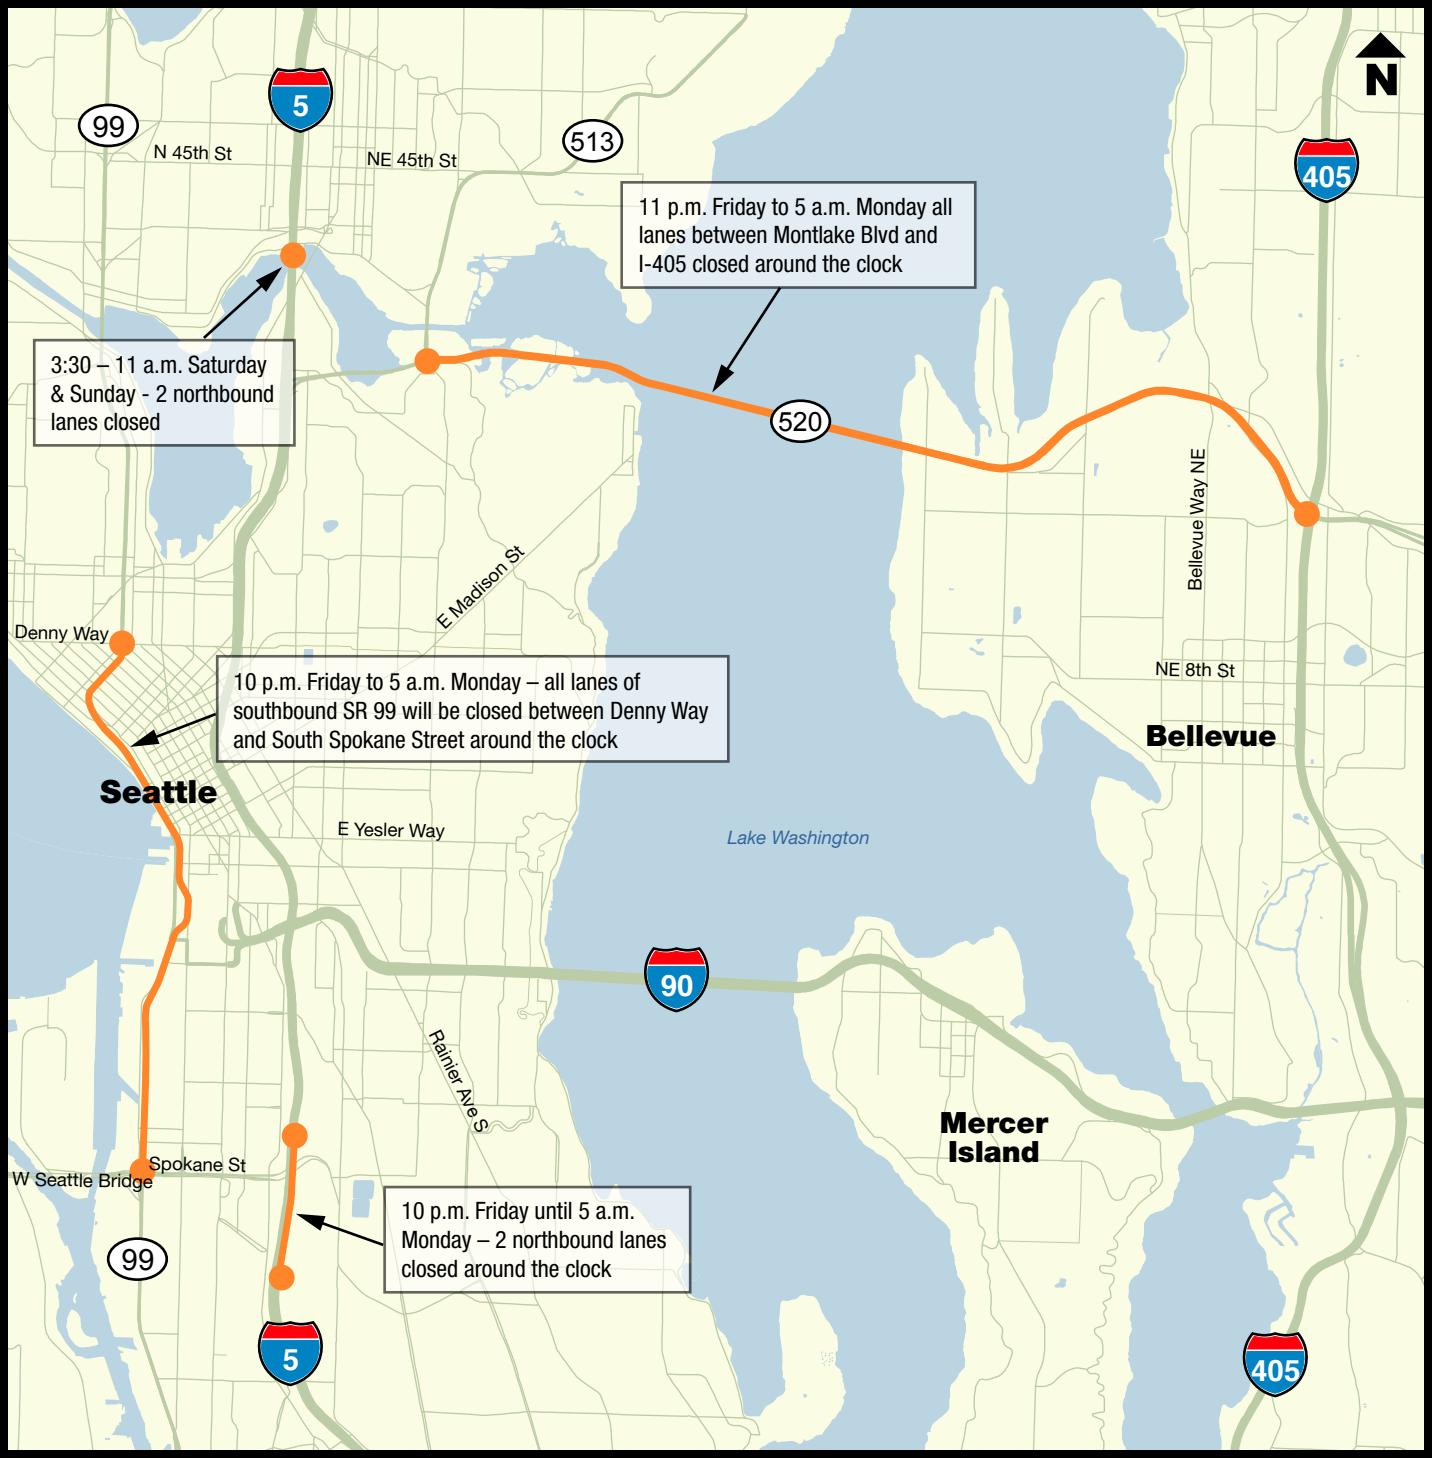 5
99
N 45th St
NE 45th St
513
N
405
11 p.m. Friday to 5 a.m. Monday all
lanes between Montlake Blvd and
I-405 closed around the clock
3:30 – 11 a.m. Saturday
& Sunday - 2 northbound
lanes closed
520
Bellevue Way NE
E Madison St
Denny Way
10 p.m. Friday to 5 a.m. Monday – all lanes of
southbound SR 99 will be closed between Denny Way
and South Spokane Street around the clock
NE 8th St
Bellevue
Seattle
E Yesler Way
Lake Washington
90
Rainier Ave S
Mercer
Island
Spokane St
W Seattle Bridge
10 p.m. Friday until 5 a.m.
Monday – 2 northbound lanes
closed around the clock
99
5
405